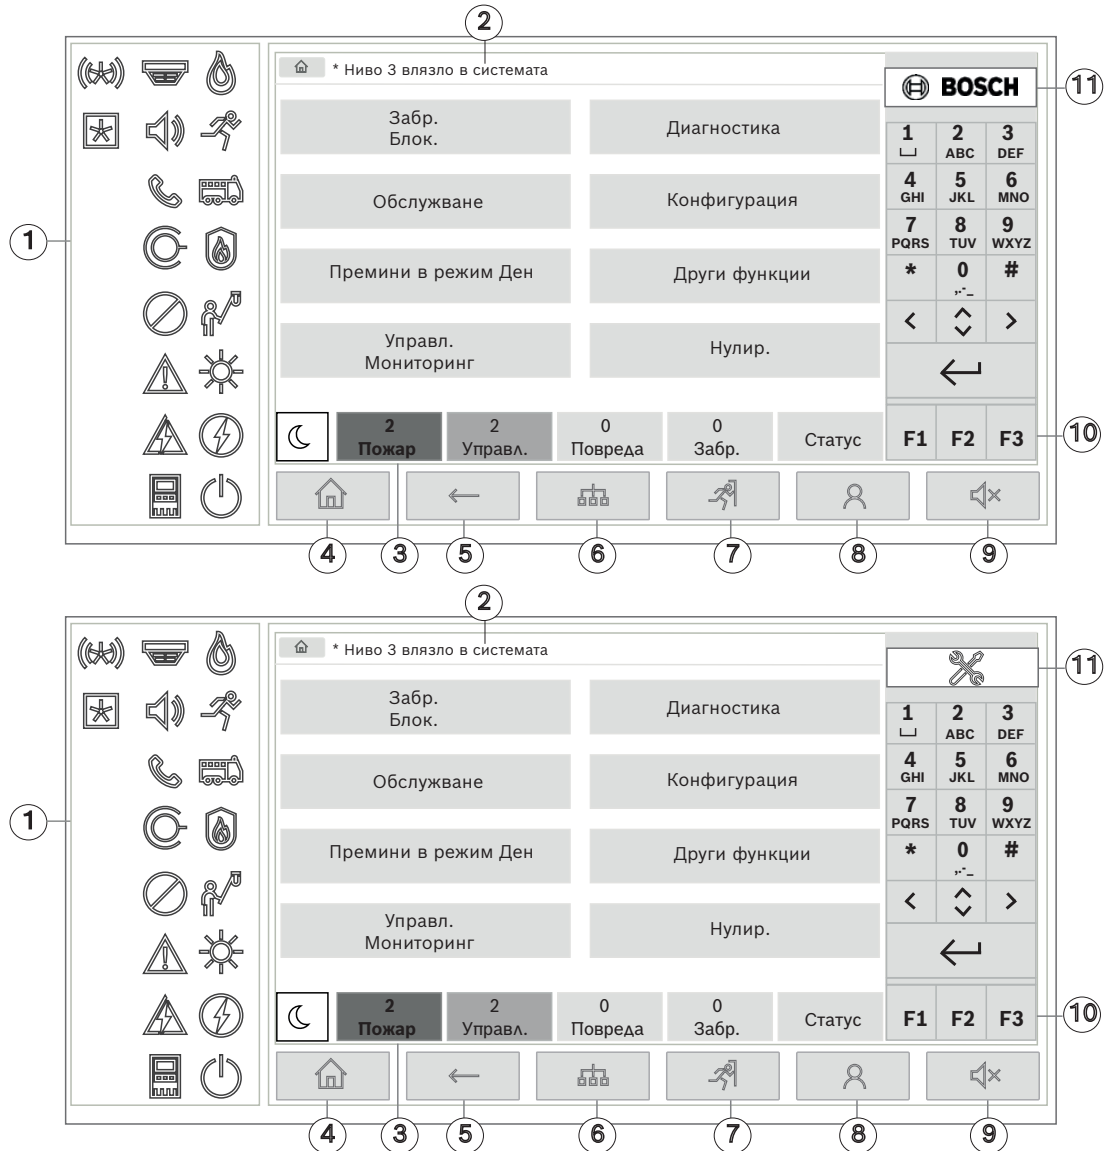 2
* Ниво 3 влязло в системата
BOSCH
11
Забр.
Блок.
Диагностика
1
2
ABC
3
DEF
Обслужване
Конфигурация
4
GHI
5
JKL
6
MNO
1
Премини в режим Ден
Други функции
7
PQRS
8
TUV
9
WXYZ
*
0
,.-_
#
Управл.
Мониторинг
Нулир.
< >
2
Пожар
2
Управл.
0
Повреда
0
Забр.
Статус
F1 F2 F3
10
4 3 5 6 7 8 9
2
* Ниво 3 влязло в системата
11
Забр.
Блок.
Диагностика
1
2
ABC
3
DEF
Обслужване
Конфигурация
4
GHI
5
JKL
6
MNO
1
Премини в режим Ден
Други функции
7
PQRS
8
TUV
9
WXYZ
*
0
,.-_
#
Управл.
Мониторинг
Нулир.
< >
2
Пожар
2
Управл.
0
Повреда
0
Забр.
Статус
F1 F2 F3
10
4 3 5 6 7 8 9